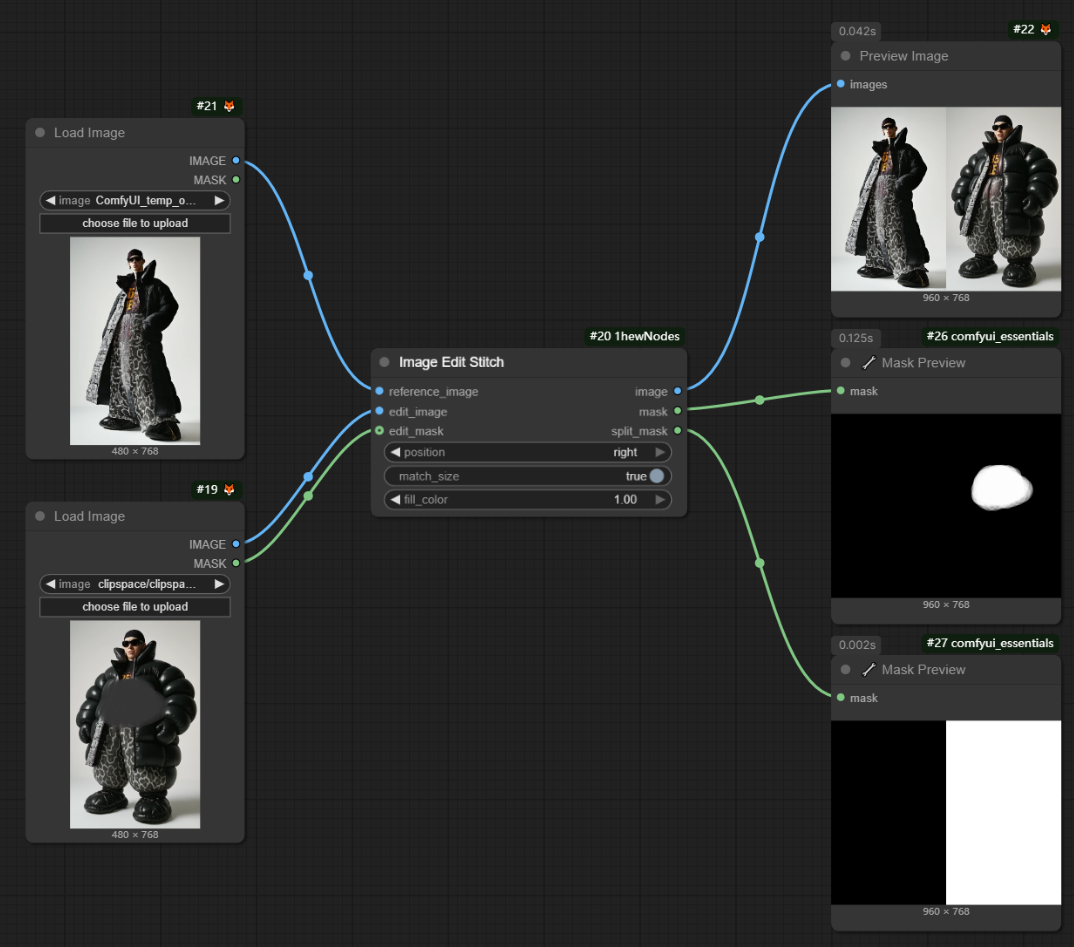 #21
Load Image
IMAGE
MASK
image ComfyUI_temp_o...
choose file to upload
480 × 768
#19
Load Image
IMAGE
MASK
image clipspace/clipspa...
choose file to upload
480 × 768
#20 1hewNodes
Image Edit Stitch
reference_image image
edit_image mask
edit_mask split_mask
position right
match_size true
fill_color 1.00
0.042s #22
Preview Image
images
960 × 768
0.125s #26 comfyui_essentials
Mask Preview
mask
960 × 768
0.002s #27 comfyui_essentials
Mask Preview
mask
960 × 768